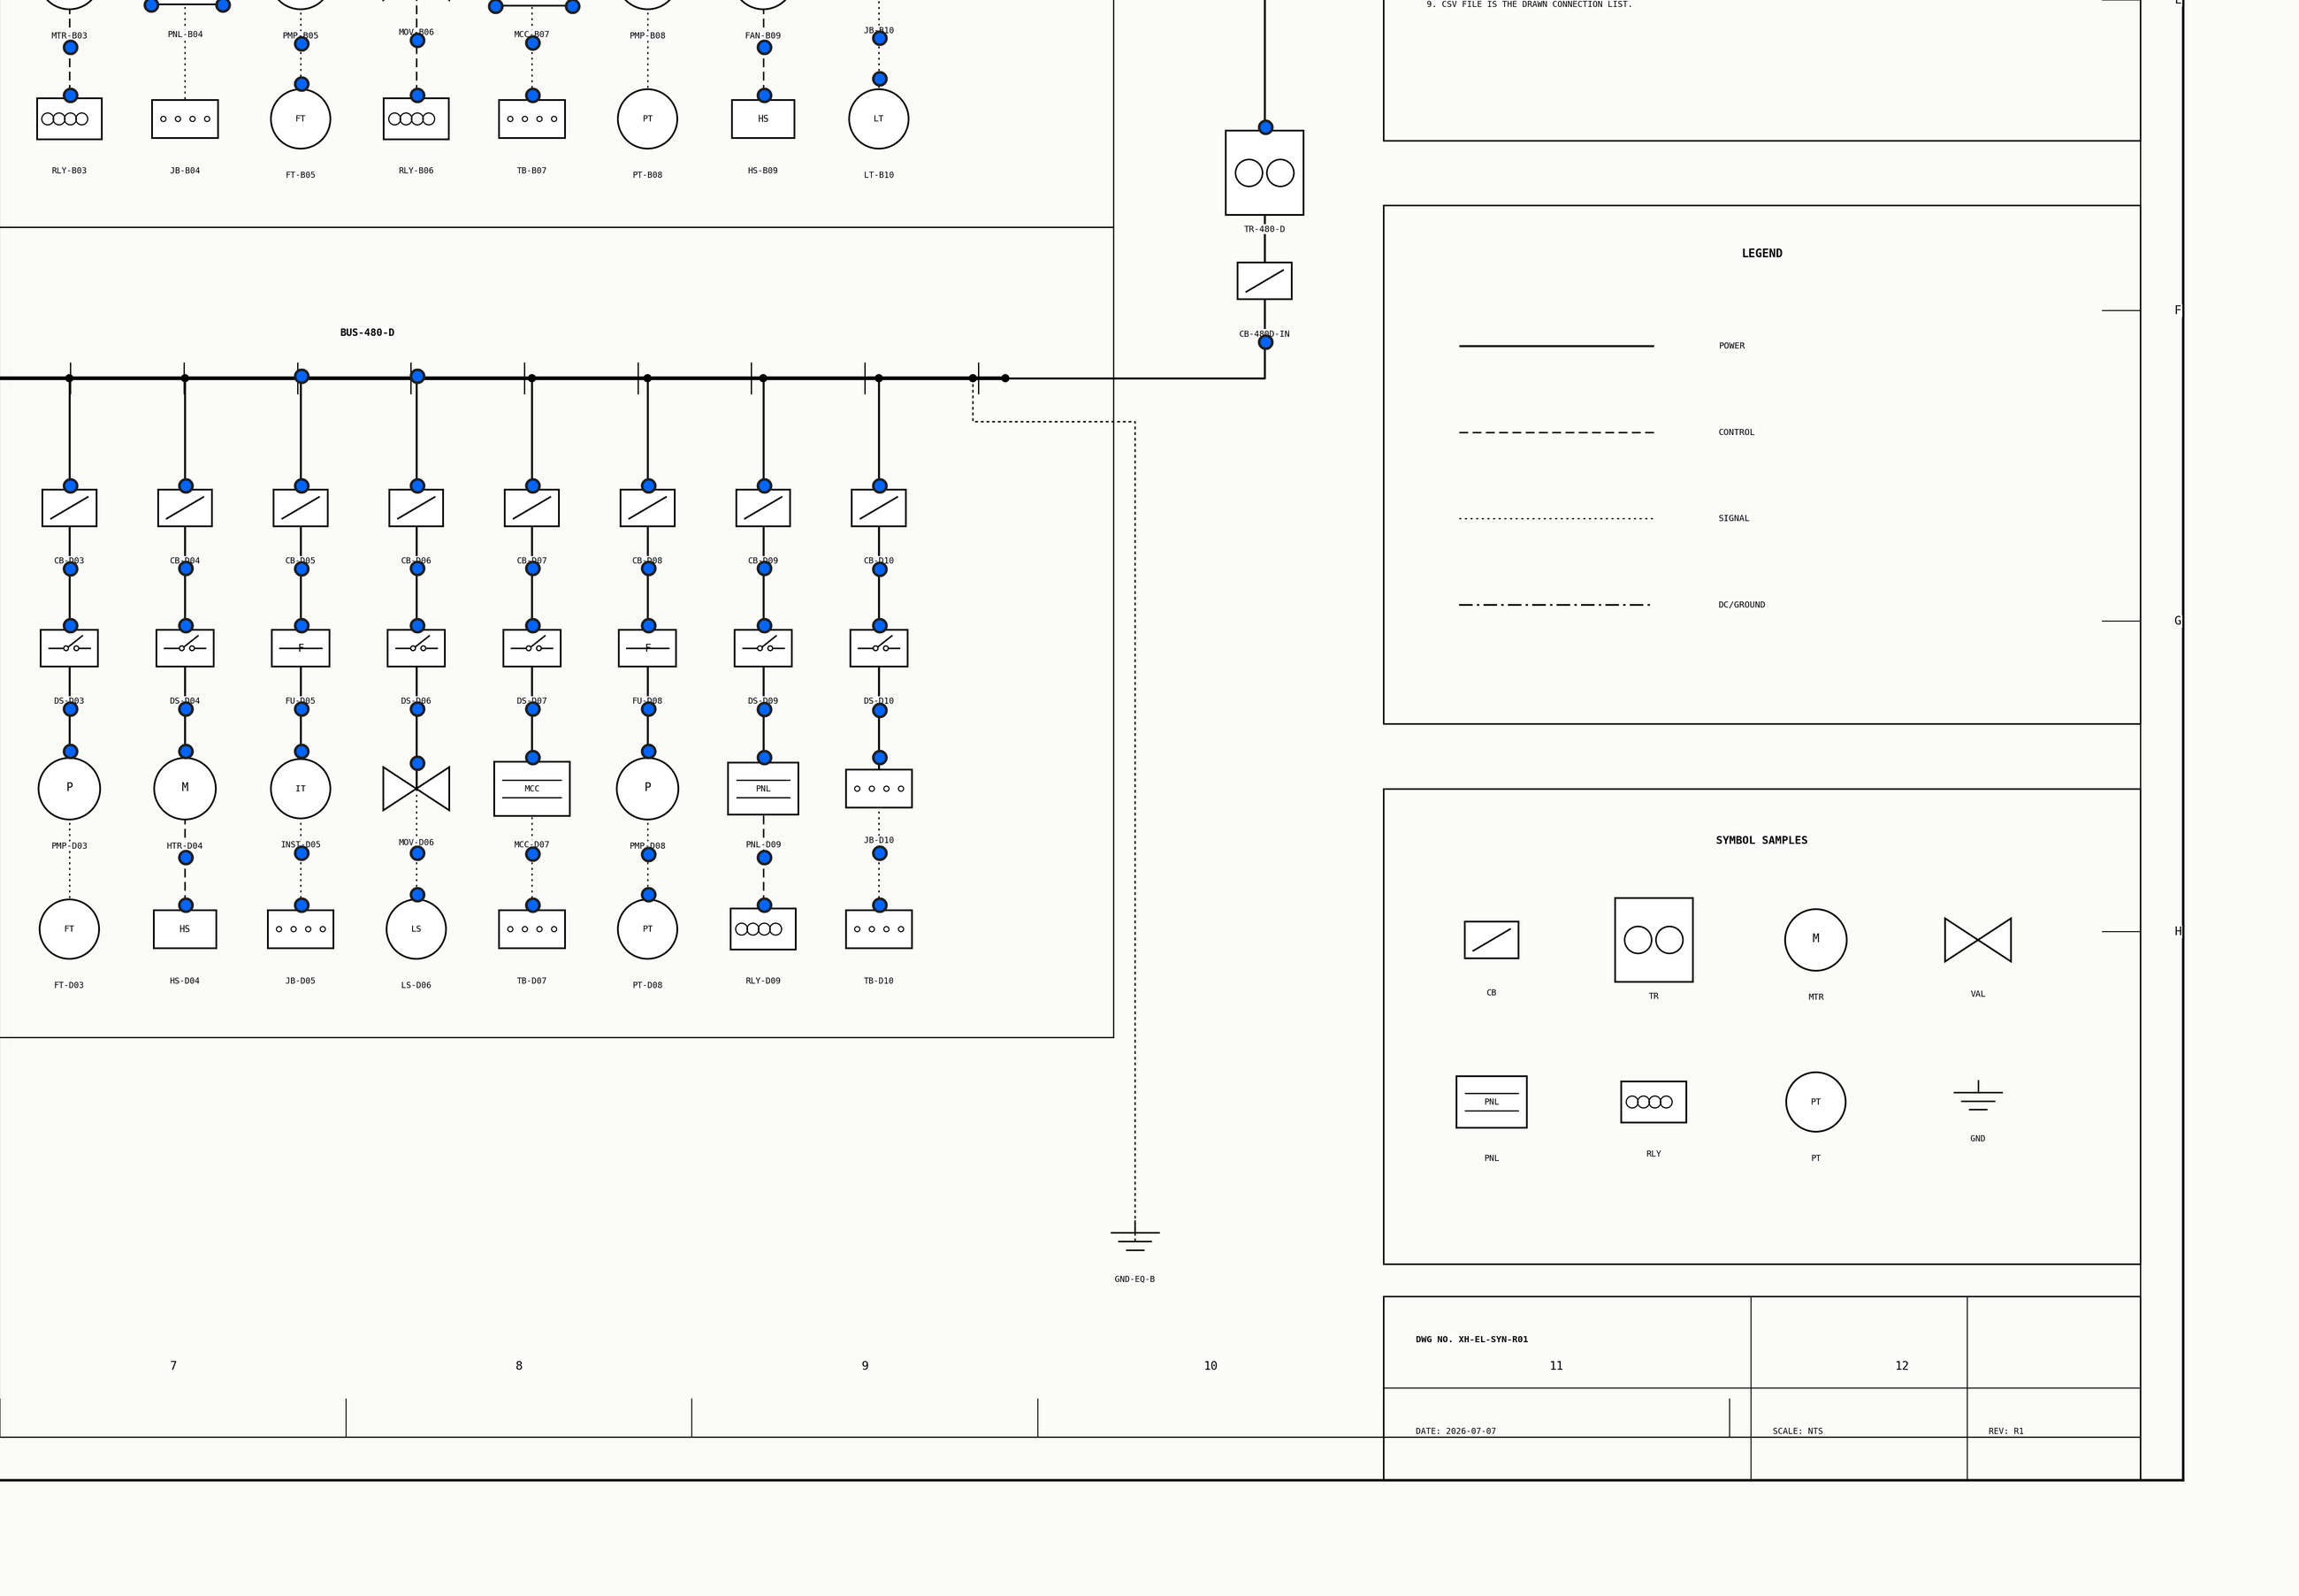 9. CSV FILE IS THE DRAWN CONNECTION LIST.
E
MTR-B03 PNL-B04 PMP-B05 MOV-B06 MCC-B07 PMP-B08 FAN-B09 JB-B10
FT PT HS LT
RLY-B03 JB-B04 FT-B05 RLY-B06 TB-B07 PT-B08 HS-B09 LT-B10
TR-480-D
CB-480D-IN
BUS-480-D
CB-D03 CB-D04 CB-D05 CB-D06 CB-D07 CB-D08 CB-D09 CB-D10
F F
DS-D03 DS-D04 FU-D05 DS-D06 DS-D07 FU-D08 DS-D09 DS-D10
P M IT MCC P PNL
PMP-D03 HTR-D04 INST-D05 MOV-D06 MCC-D07 PMP-D08 PNL-D09 JB-D10
FT HS LS PT
FT-D03 HS-D04 JB-D05 LS-D06 TB-D07 PT-D08 RLY-D09 TB-D10
GND-EQ-B
LEGEND
F
POWER
CONTROL
SIGNAL
DC/GROUND
G
SYMBOL SAMPLES
M
H
CB TR MTR VAL
PNL PT
PNL RLY PT GND
DWG NO. XH-EL-SYN-R01
7 8 9 10 11 12
DATE: 2026-07-07 SCALE: NTS REV: R1